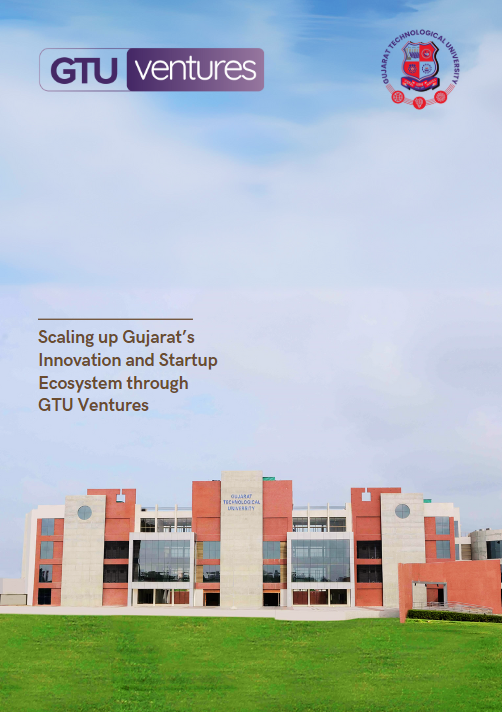 GTU ventures
GUJARAT TECHNOLOGICAL UNIVERSITY
Scaling up Gujarat’s
Innovation and Startup
Ecosystem through
GTU Ventures
GUJARAT
TECHNOLOGICAL
UNIVERSITY